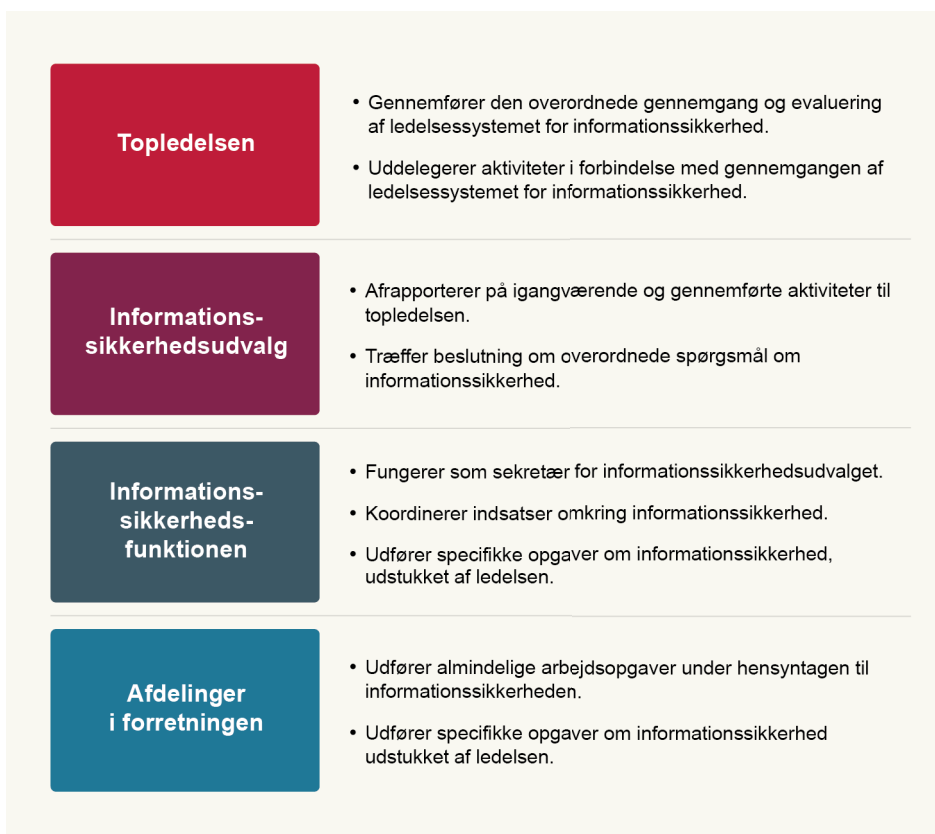 Topledelsen
• Gennemfører den overordnede gennemgang og evaluering
af ledelsessystemet for informationssikkerhed.
• Uddelegerer aktiviteter i forbindelse med gennemgangen af
ledelsessystemet for informationssikkerhed.
Informations-
sikkerhedsudvalg
• Afrapporterer på igangværende og gennemførte aktiviteter til
topledelsen.
• Træffer beslutning om overordnede spørgsmål om
informationssikkerhed.
Informations-
sikkerheds-
funktionen
• Fungerer som sekretær for informationssikkerhedsudvalget.
• Koordinerer indsatser omkring informationssikkerhed.
• Udfører specifikke opgaver om informationssikkerhed,
udstukket af ledelsen.
Afdelinger
i forretningen
• Udfører almindelige arbejdsopgaver under hensyntagen til
informationssikkerheden.
• Udfører specifikke opgaver om informationssikkerhed
udstukket af ledelsen.